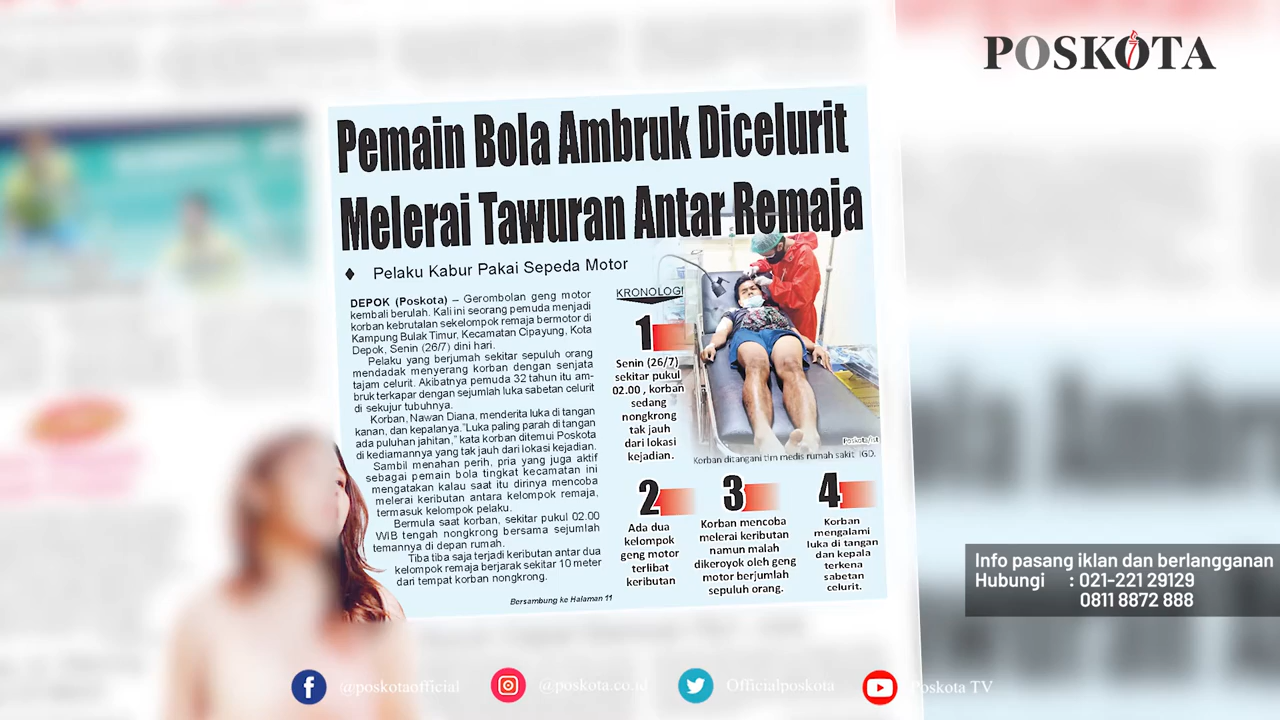 POSKOTA
Pemain Bola Ambruk Dicelurit
Melerai Tawuran Antar Remaja
♦ Pelaku Kabur Pakai Sepeda Motor
DEPOK (Poskota) – Gerombolan geng motor
kembali berulah. Kali ini seorang pemuda menjadi
korban kebrutalan sekelompok remaja bermotor di
Kampung Bulak Timur, Kecamatan Cipayung, Kota
Depok, Senin (26/7) dini hari.
Pelaku yang berjumah sekitar sepuluh orang
mendadak menyerang korban dengan senjata
tajam celurit. Akibatnya pemuda 32 tahun itu am-
bruk terkapar dengan sejumlah luka sabetan celurit
di sekujur tubuhnya.
Korban, Nawan Diana, menderita luka di tangan
kanan, dan kepalanya."Luka paling parah di tangan
ada puluhan jahitan," kata korban ditemui Poskota
di kediamannya yang tak jauh dari lokasi kejadian.
Sambil menahan perih, pria yang juga aktif
sebagai pemain bola tingkat kecamatan ini
mengatakan kalau saat itu dirinya mencoba
melerai keributan antara kelompok remaja,
termasuk kelompok pelaku.
Bermula saat korban, sekitar pukul 02.00
WIB tengah nongkrong bersama sejumlah
temannya di depan rumah.
Tiba tiba saja terjadi keributan antar dua
kelompok remaja berjarak sekitar 10 meter
dari tempat korban nongkrong.
Bersambung ke Halaman 11
KRONOLOGI
1
Senin (26/7)
sekitar pukul
02.00 , korban
sedang
nongkrong
tak jauh
dari lokasi
kejadian.
Poskota/ist
Korban ditangani tim medis rumah sakit IGD.
2
Ada dua
kelompok
geng motor
terlibat
keributan
3
Korban mencoba
melerai keributan
namun malah
dikeroyok oleh geng
motor berjumlah
sepuluh orang.
4
Korban
mengalami
luka di tangan
dan kepala
terkena
sabetan
celurit.
Info pasang iklan dan berlangganan
Hubungi : 021-221 29129
0811 8872 888
@poskotaofficial
@poskota.co.id
Officialposkota
Poskota TV